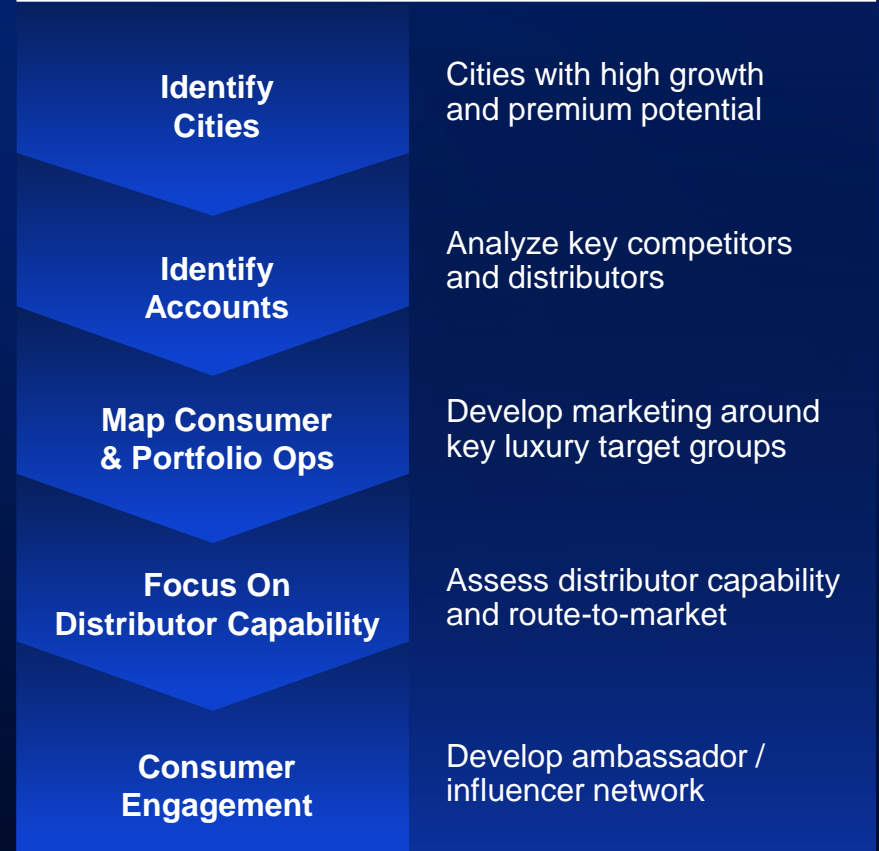 Identify
Cities
Cities with high growth
and premium potential
Identify
Accounts
Analyze key competitors
and distributors
Map Consumer
& Portfolio Ops
Develop marketing around
key luxury target groups
Focus On
Distributor Capability
Assess distributor capability
and route-to-market
Consumer
Engagement
Develop ambassador /
influencer network